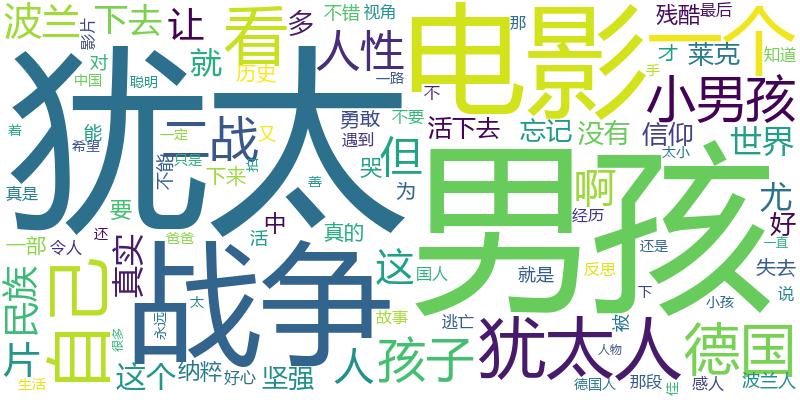 波兰 下去 让 看 多 不错 视角 那 残酷 最后
影片 人性 电影 一个
对 就 历史 一路 才 莱克 知道
中国 聪明 手
犹太 勇敢 不要 不 小男孩
着 能 二战 又 遇到 活下去 忘记 没有 信仰 世界
希望 一定 但 太小
不能 只是 哭 男孩
真是 要 下来 善 为 啊 尤
一部 令人 还 爸爸 中 真的 经历 好
真实 活 这 国人 还是 一直
民族 自己 战争 就是 反思 失去 说
太 下 小孩
片 永远 故事 逃亡 被
很多 犹太人 德国
这个 纳粹 坚强 人 孩子 人物
生活 好心 德国人 那段 住 感人 波兰人